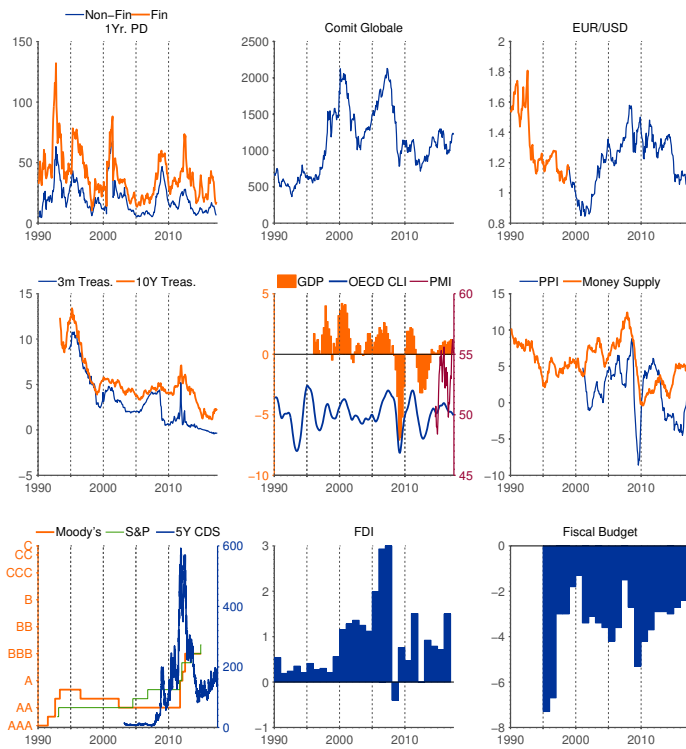 Non-Fin Fin
1Yr. PD
150
100
50
0
1990 2000 2010
Comit Globale
2500
2000
1500
1000
500
0
1990 2000 2010
EUR/USD
2
1.8
1.6
1.4
1.2
1
0.8
1990 2000 2010
3m Treas. 10Y Treas.
15
10
5
0
−5
1990 2000 2010
GDP OECD CLI PMI
5 60
0 55
−5 50
−10 45
1990 2000 2010
PPI Money Supply
20
15
10
5
0
−5
−10
1990 2000 2010
Moody's S&P 5Y CDS
C 600
CC
CCC
B 400
BB
BBB 200
A
AA
AAA 0
1990 2000 2010
FDI
3
2
1
0
−1
1990 2000 2010
Fiscal Budget
0
−2
−4
−6
−8
1990 2000 2010